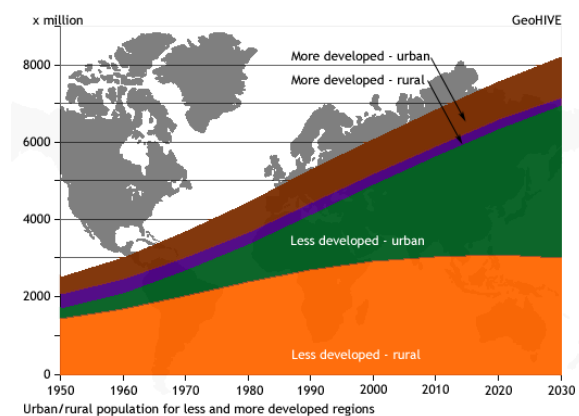 x million
GeoHIVE
8000
6000
4000
2000
0
More developed - urban
More developed - rural
Less developed - urban
Less developed - rural
1950 1960 1970 1980 1990 2000 2010 2020 2030
Urban/rural population for less and more developed regions